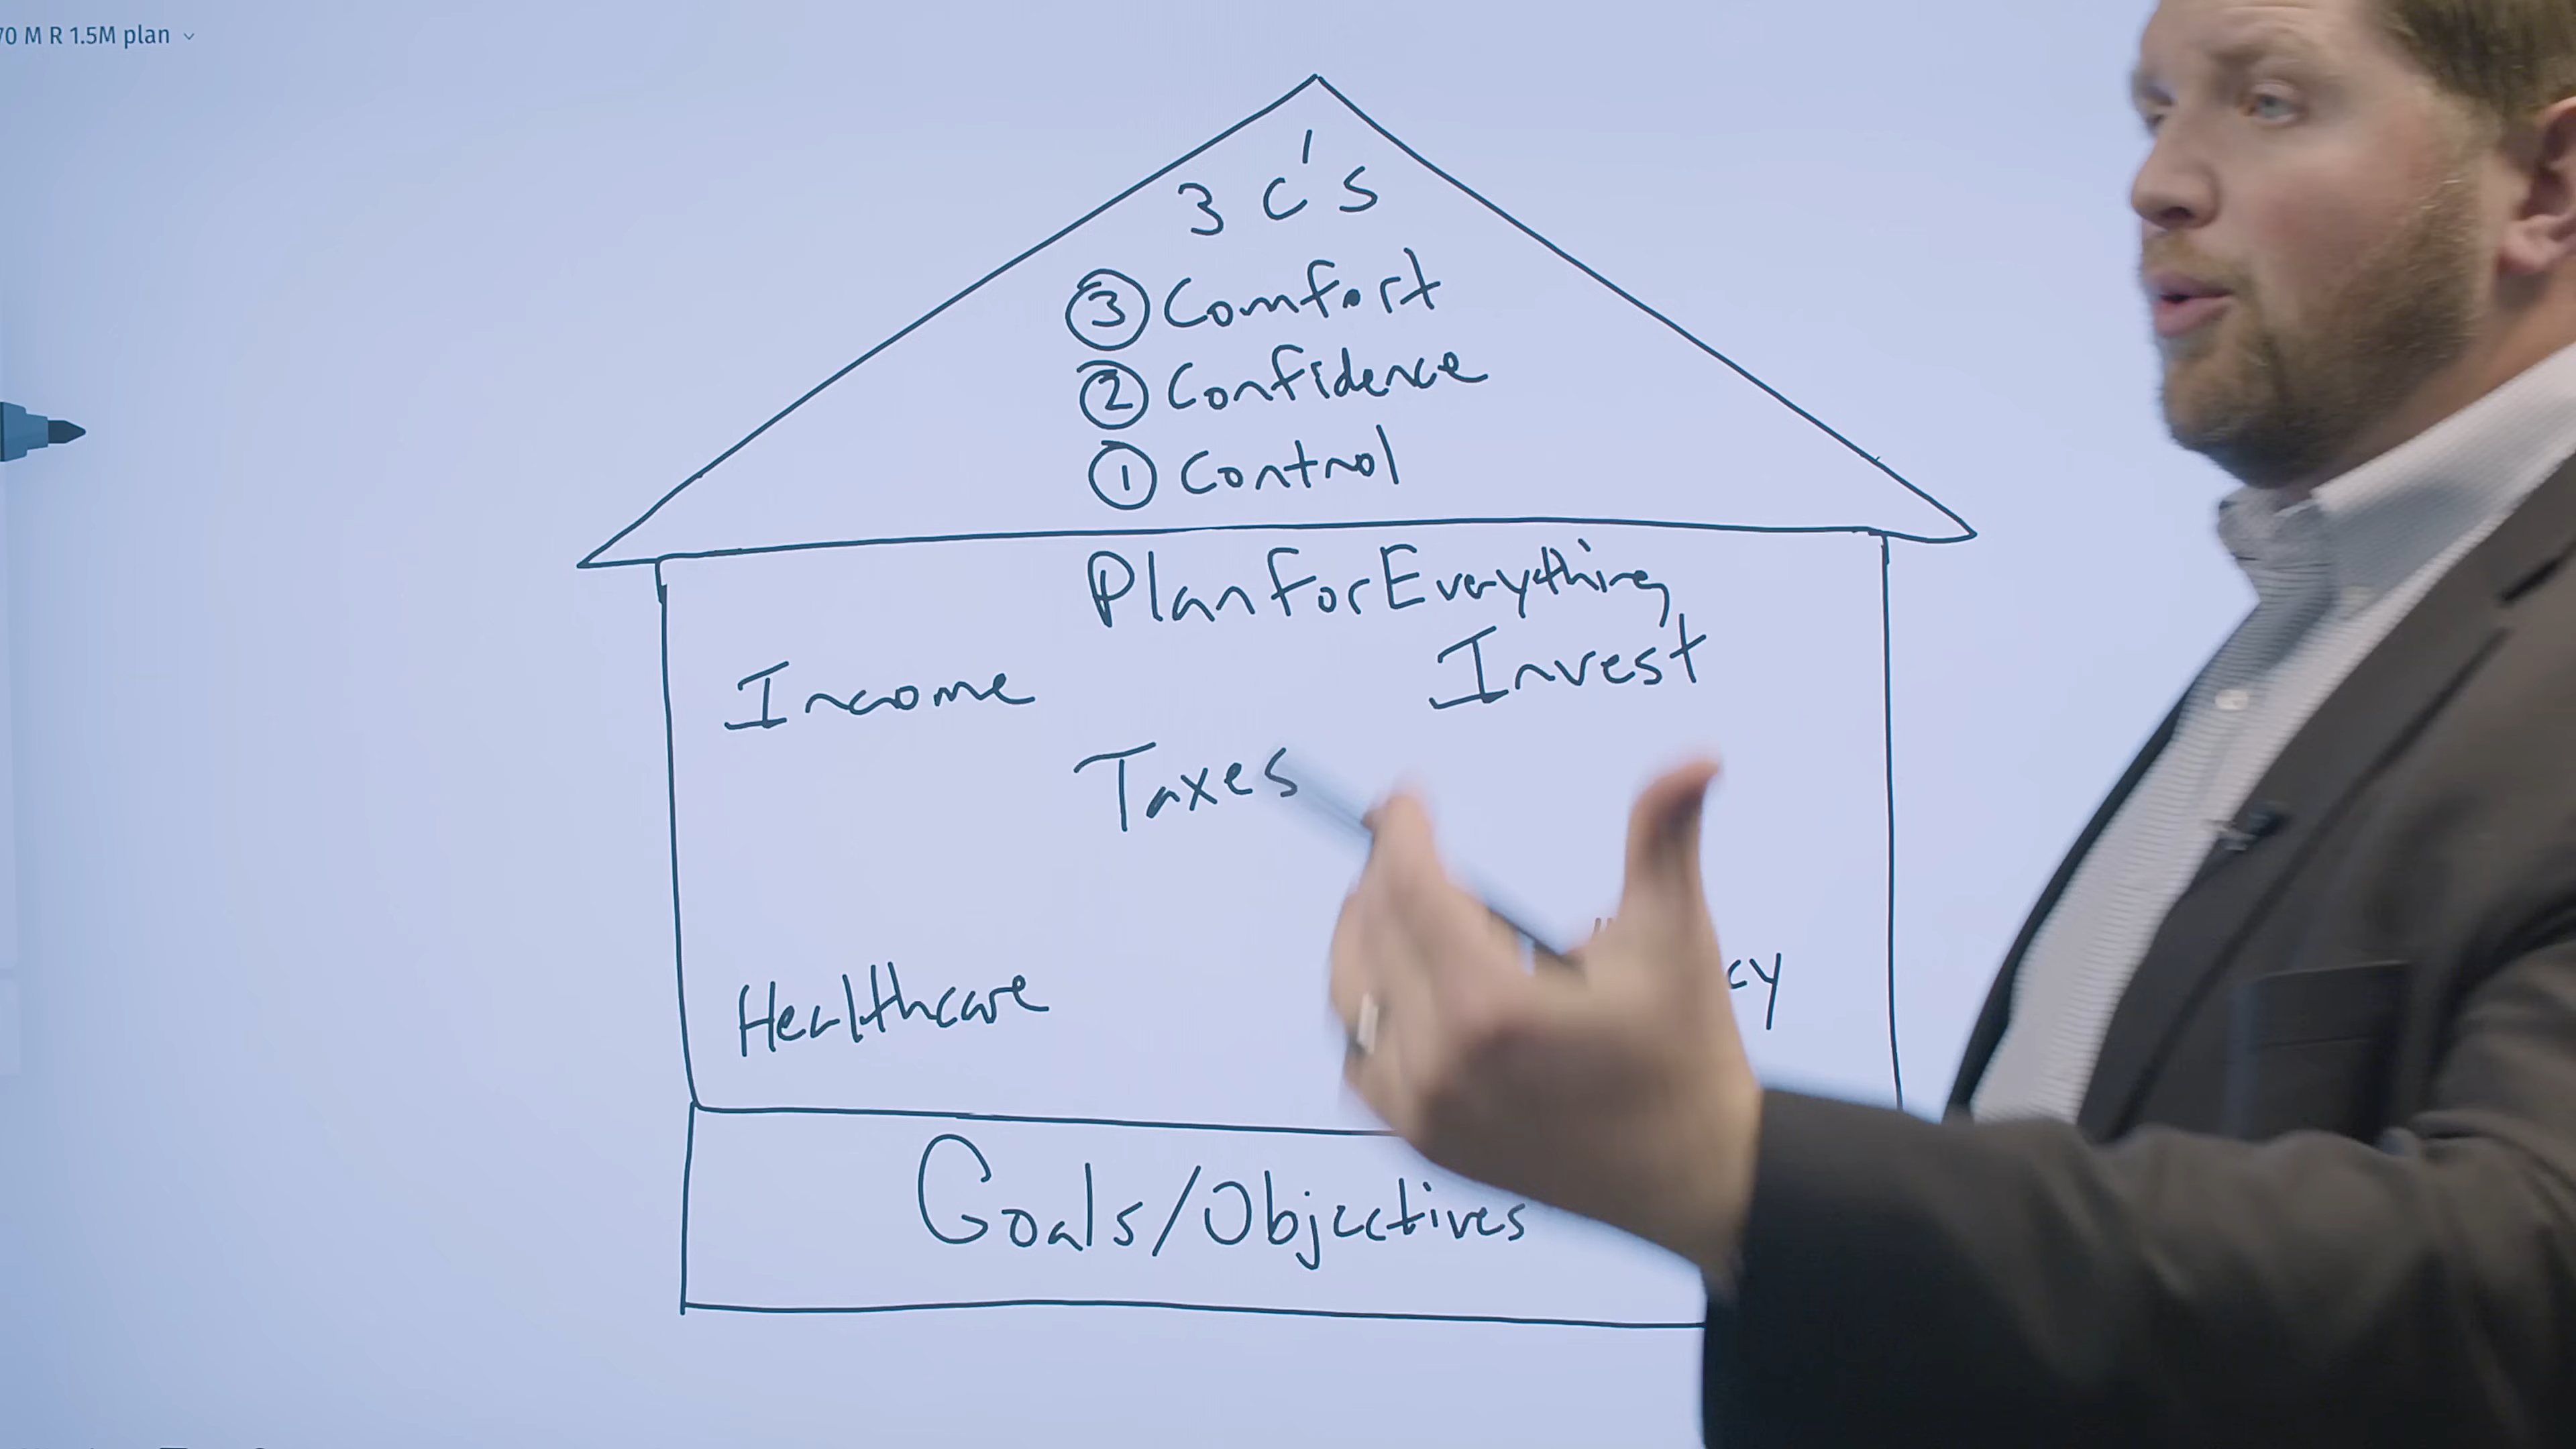 70 M R 1.5M plan
3 C's
③ Comfort
② Confidence
① Control
Plan For Everything
Income
Invest
Taxes
Healthcare
Goals/Objectives